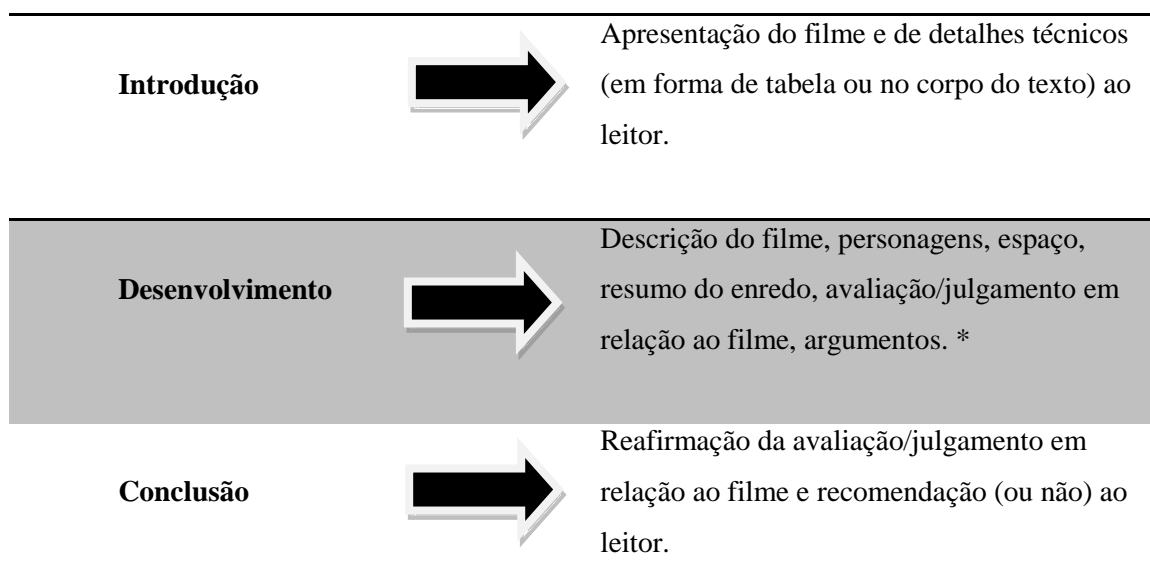 Introdução
Apresentação do filme e de detalhes técnicos
(em forma de tabela ou no corpo do texto) ao
leitor.
Desenvolvimento
Descrição do filme, personagens, espaço,
resumo do enredo, avaliação/julgamento em
relação ao filme, argumentos. *
Conclusão
Reafirmação da avaliação/julgamento em
relação ao filme e recomendação (ou não) ao
leitor.